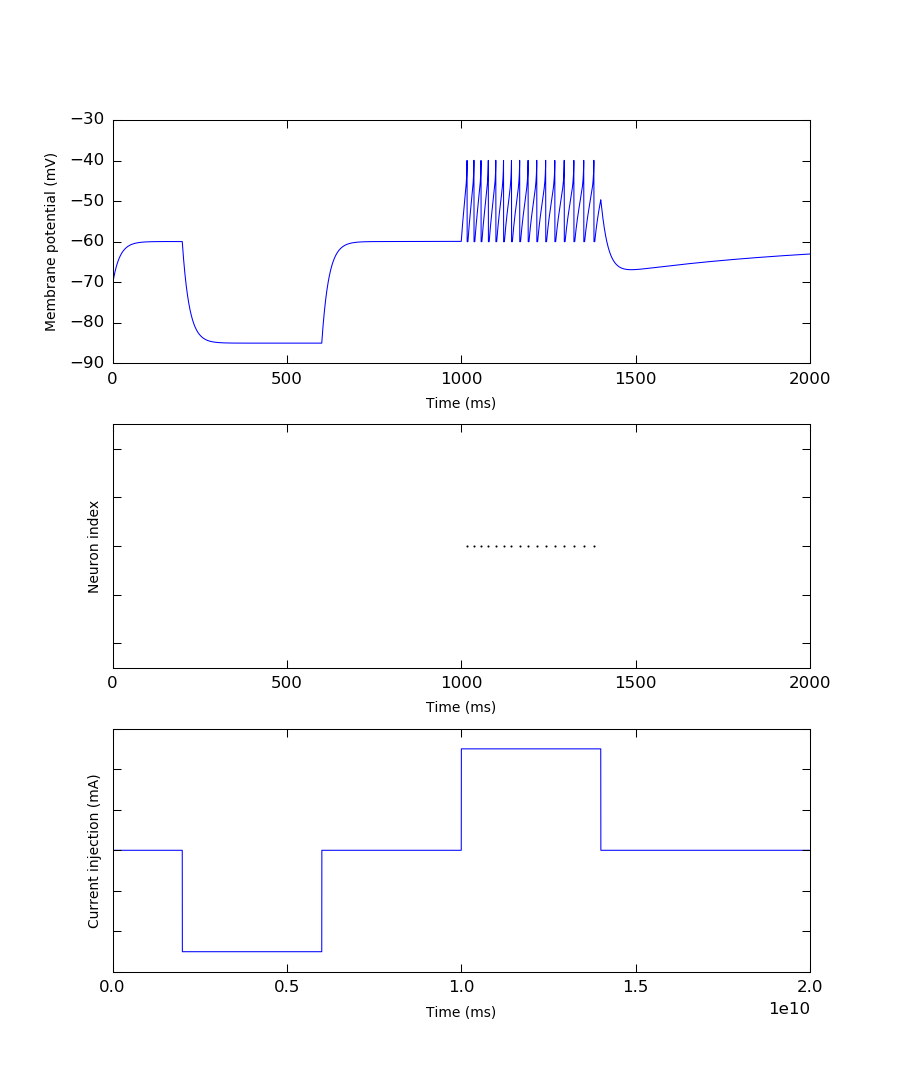 −30
−40
−50
−60
−70
−80
−90
Membrane potential (mV)
0 500 1000 1500 2000
Time (ms)
Neuron index
0 500 1000 1500 2000
Time (ms)
Current injection (mA)
0.0 0.5 1.0 1.5 2.0
1e10
Time (ms)